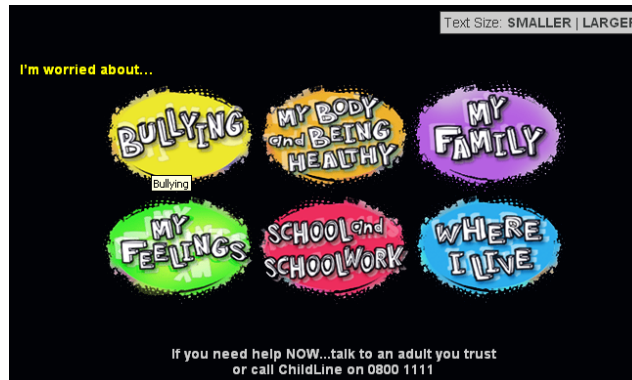 Text Size: SMALLER | LARGER
I'm worried about...
BULLYING
MY BODY
and BEING
HEALTHY
MY
FAMILY
Bullying
MY
FEELINGS
SCHOOL and
SCHOOLWORK
WHERE
I LIVE
If you need help NOW...talk to an adult you trust
or call ChildLine on 0800 1111